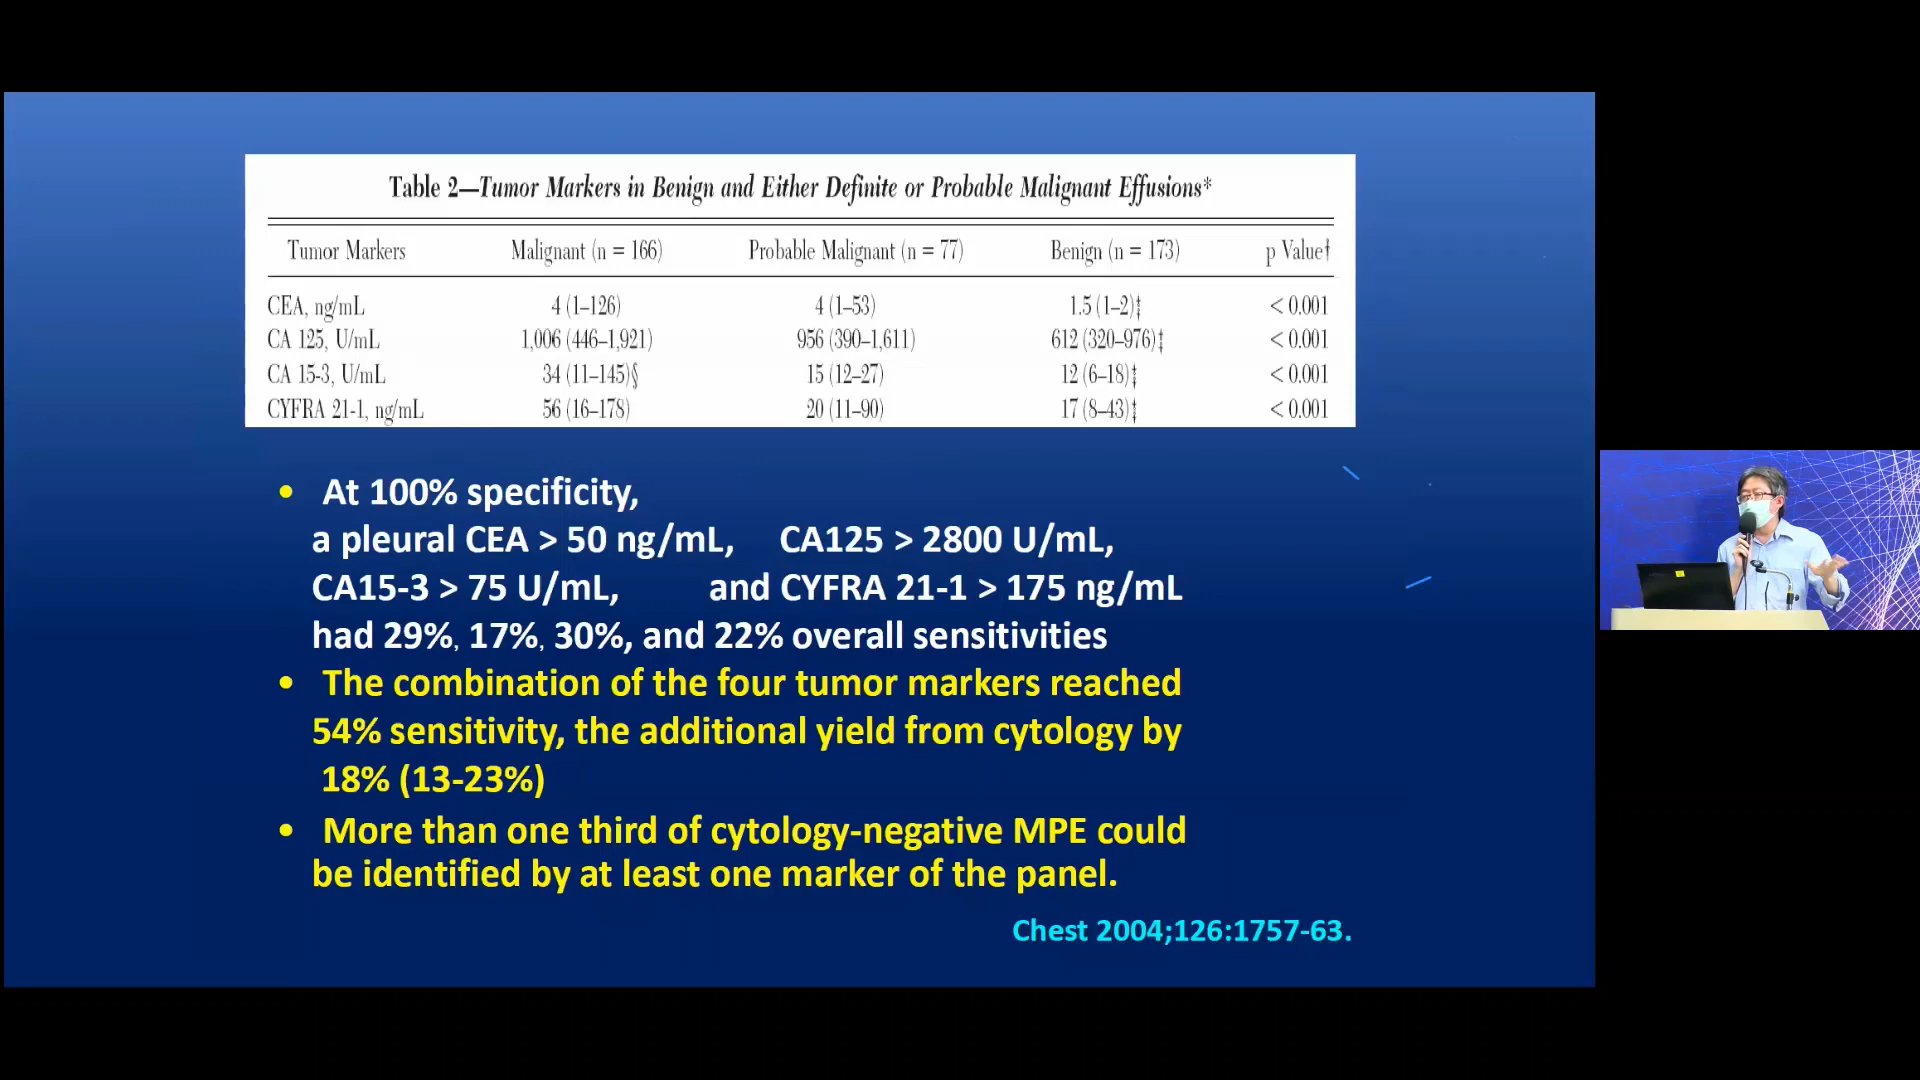 Table 2—Tumor Markers in Benign and Either Definite or Probable Malignant Effusions*
Tumor Markers Malignant (n = 166) Probable Malignant (n = 77) Benign (n = 173) p Value†
CEA, ng/mL 4 (1–126) 4 (1–53) 1.5 (1–2)‡ < 0.001
CA 125, U/mL 1,006 (446–1,921) 956 (390–1,611) 612 (320–976)‡ < 0.001
CA 15-3, U/mL 34 (11–145)§ 15 (12–27) 12 (6–18)‡ < 0.001
CYFRA 21-1, ng/mL 56 (16–178) 20 (11–90) 17 (8–43)‡ < 0.001
• At 100% specificity,
a pleural CEA > 50 ng/mL, CA125 > 2800 U/mL,
CA15-3 > 75 U/mL, and CYFRA 21-1 > 175 ng/mL
had 29%, 17%, 30%, and 22% overall sensitivities
• The combination of the four tumor markers reached
54% sensitivity, the additional yield from cytology by
18% (13-23%)
• More than one third of cytology-negative MPE could
be identified by at least one marker of the panel.
Chest 2004;126:1757-63.